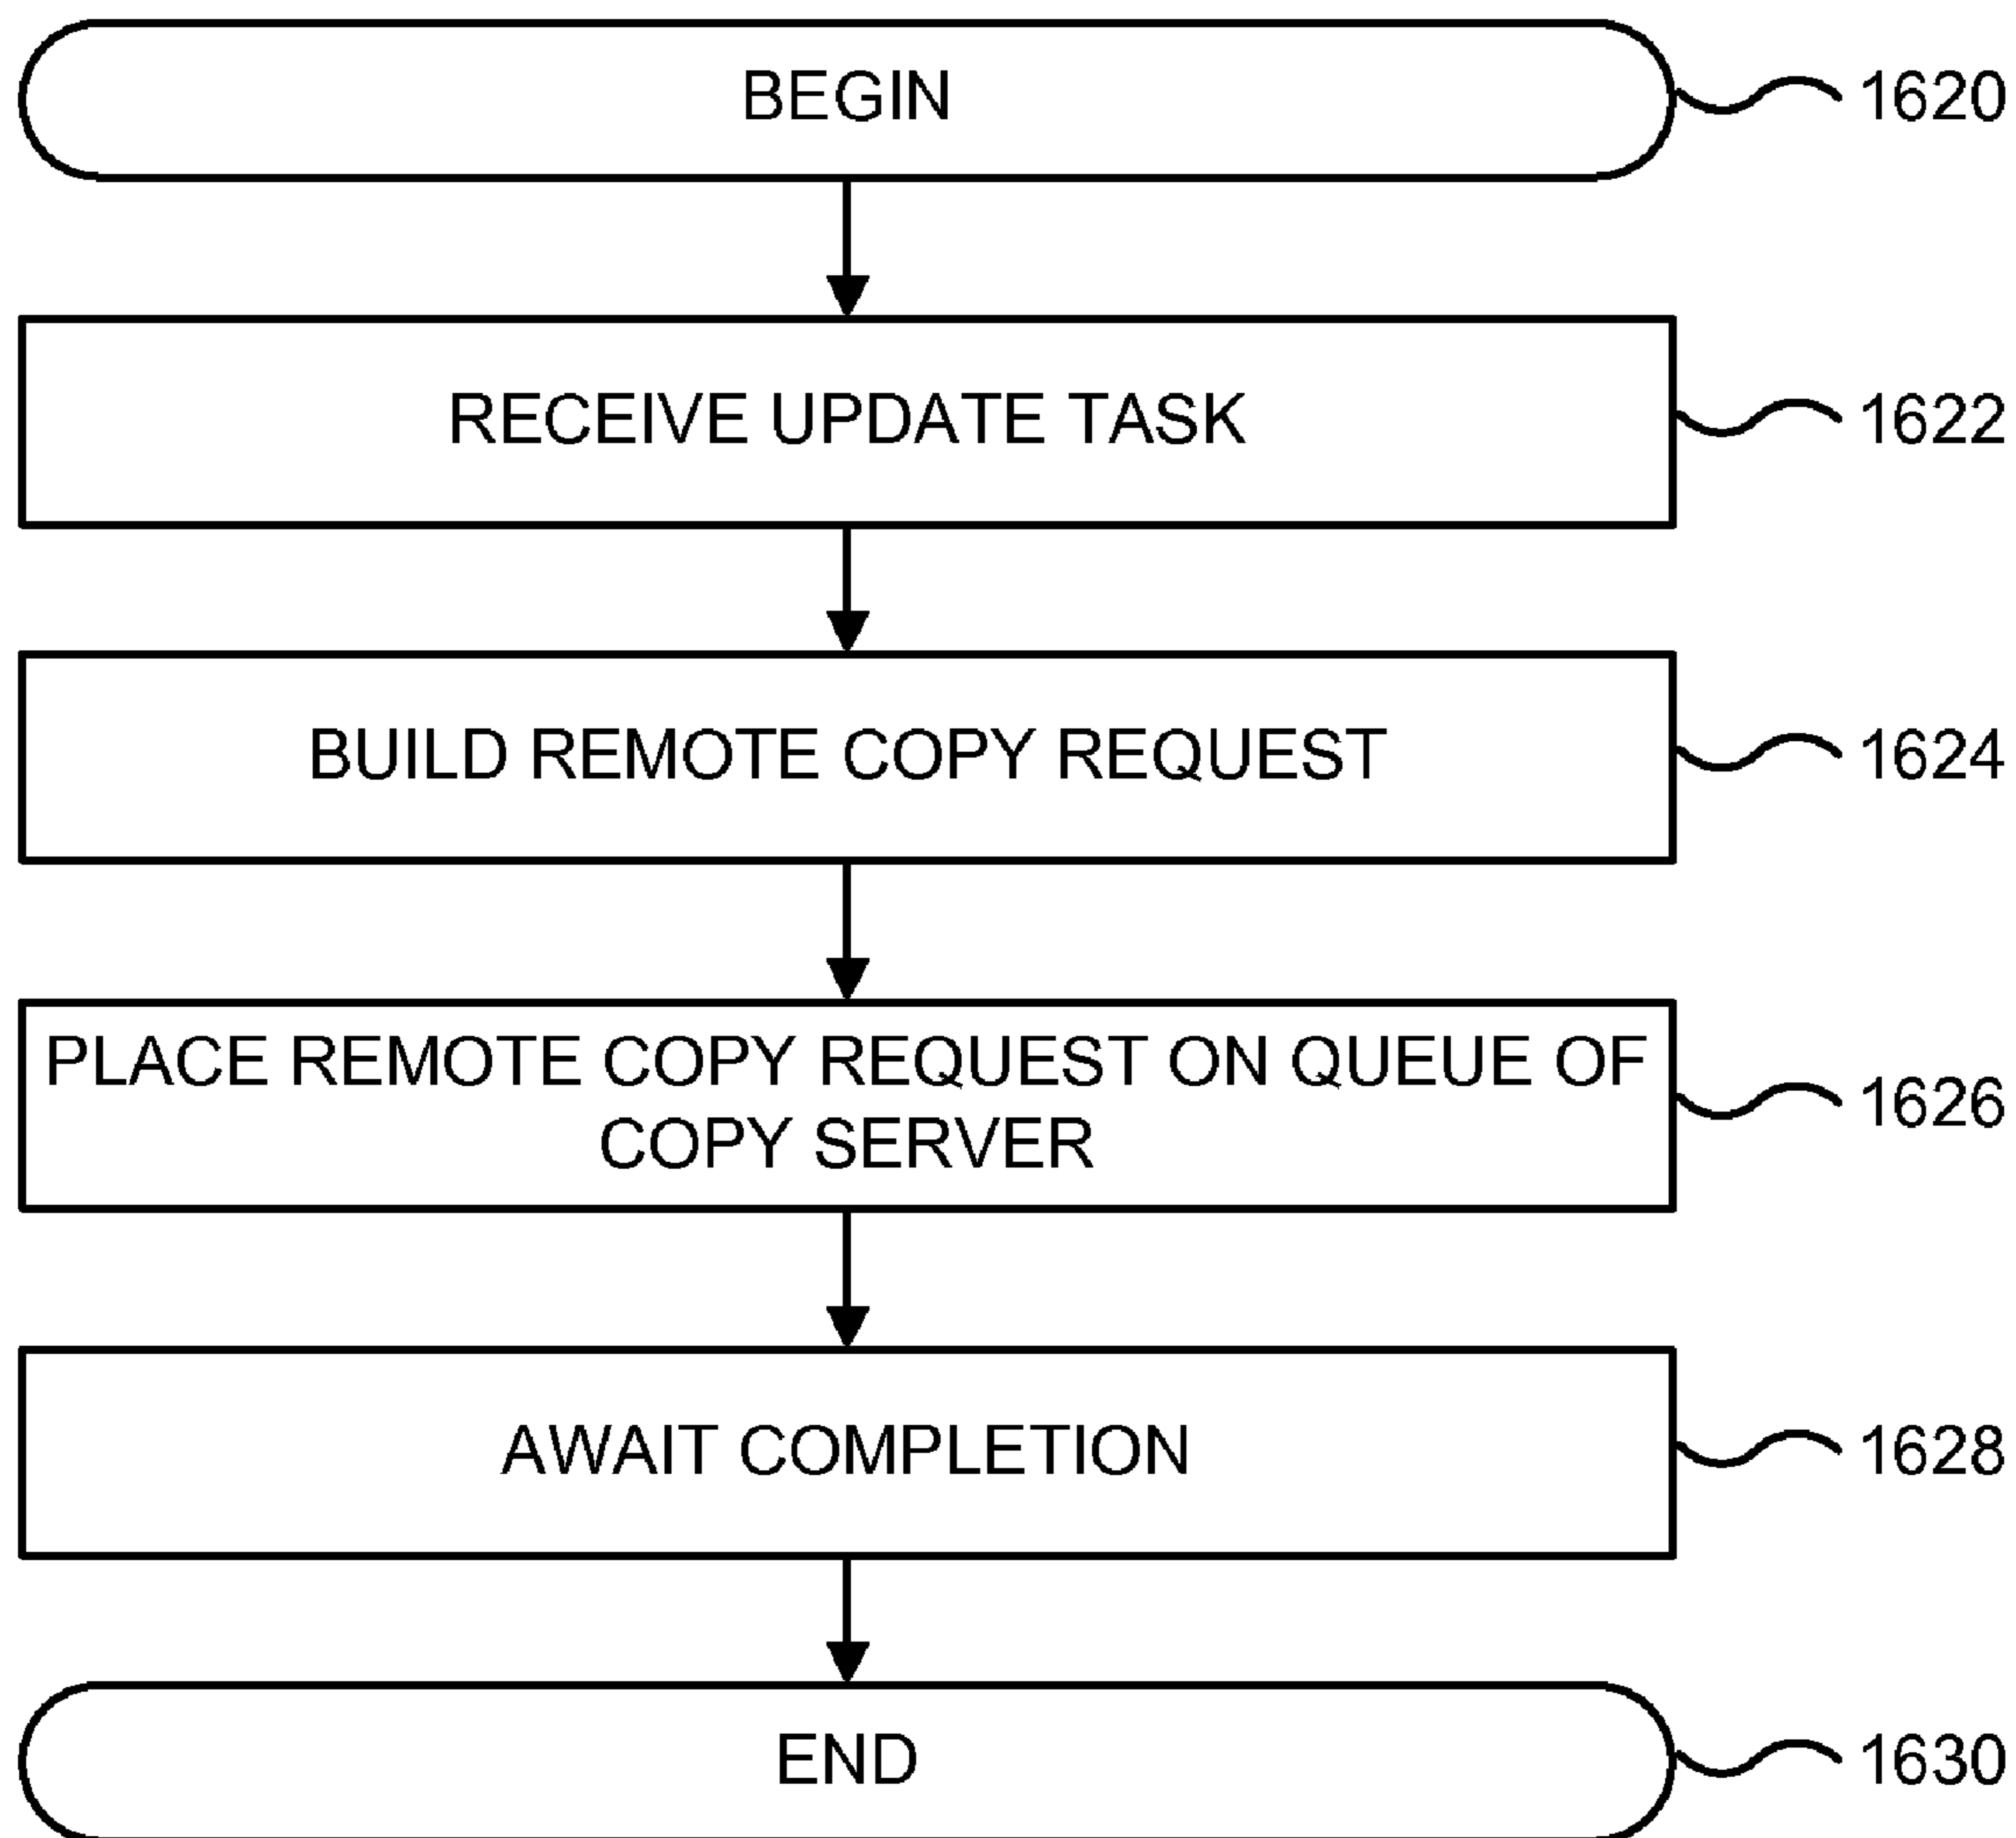 BEGIN
1620
RECEIVE UPDATE TASK
1622
BUILD REMOTE COPY REQUEST
1624
PLACE REMOTE COPY REQUEST ON QUEUE OF
COPY SERVER
1626
AWAIT COMPLETION
1628
END
1630